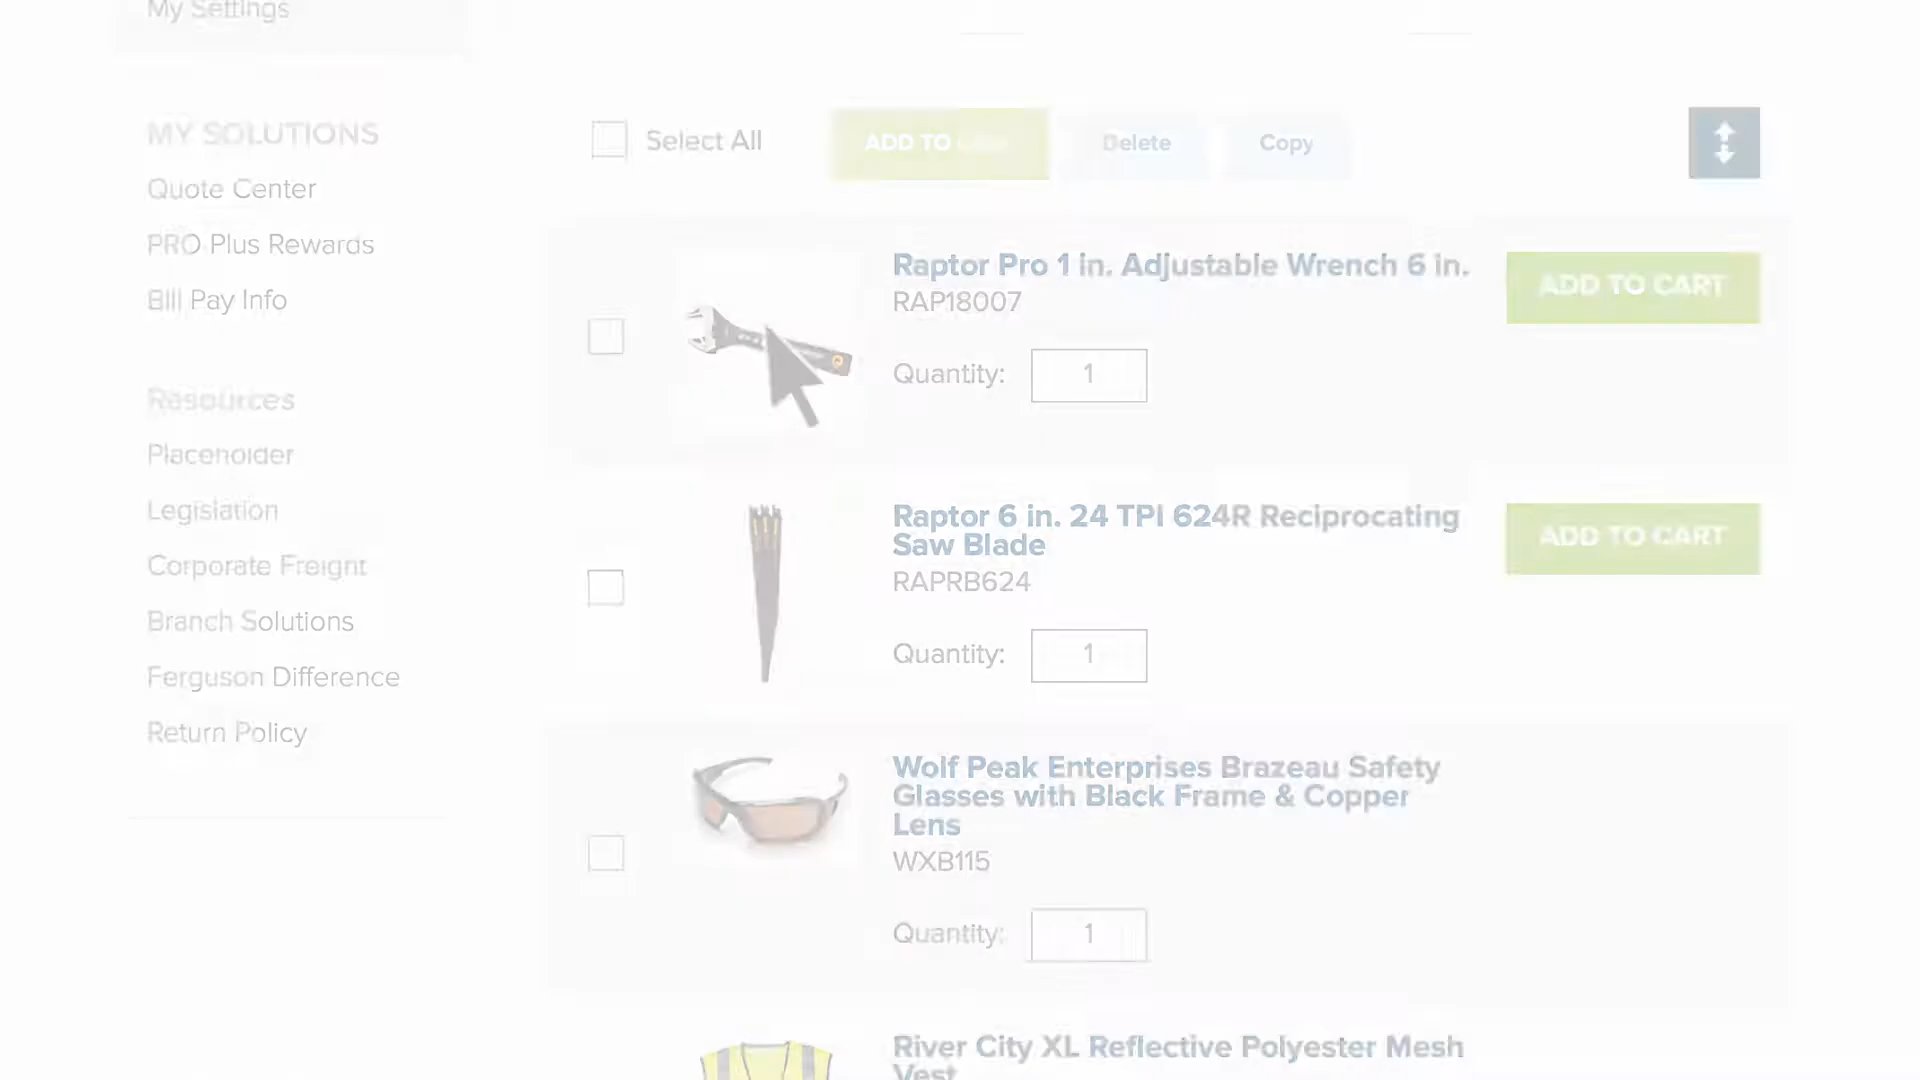 My Settings
MY SOLUTIONS
Quote Center
PRO Plus Rewards
Bill Pay Info
Resources
Placeholder
Legislation
Corporate Freight
Branch Solutions
Ferguson Difference
Return Policy
Select All
ADD TO
Delete
Copy
Raptor Pro 1 in. Adjustable Wrench 6 in.
RAP18007
Quantity: 1
ADD TO CART
Raptor 6 in. 24 TPI 624R Reciprocating
Saw Blade
RAPRB624
Quantity: 1
ADD TO CART
Wolf Peak Enterprises Brazeau Safety
Glasses with Black Frame & Copper
Lens
WXB115
Quantity: 1
River City XL Reflective Polyester Mesh
Vest